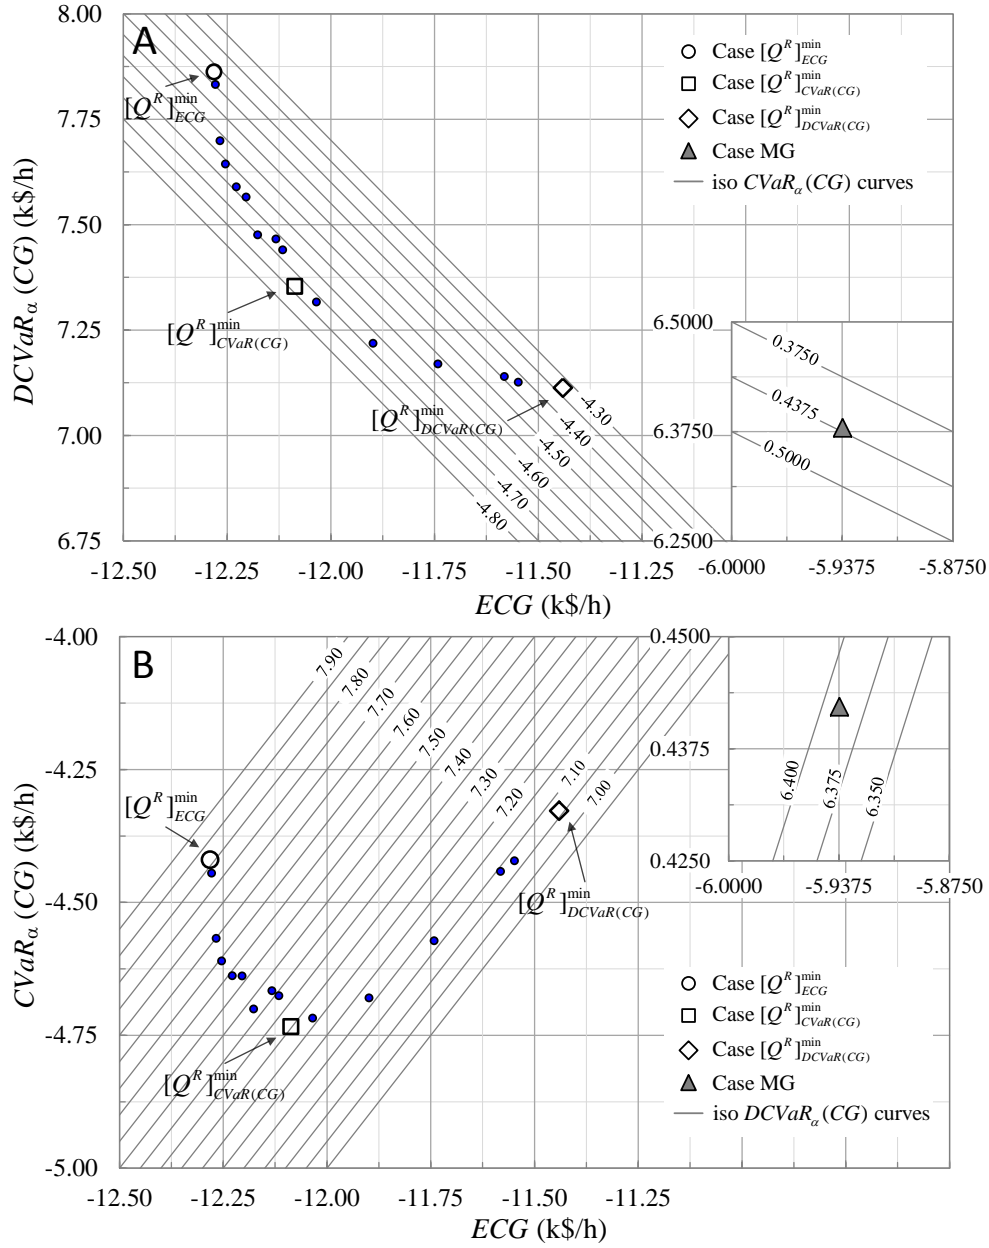 A
8.00
7.75
7.50
7.25
7.00
6.75
DCVaR_α (CG) (k$/h)
[Q^R]^min_ECG
[Q^R]^min_CVaR(CG)
[Q^R]^min_DCVaR(CG)
Case [Q^R]^min_ECG
Case [Q^R]^min_CVaR(CG)
Case [Q^R]^min_DCVaR(CG)
Case MG
iso CVaR_α(CG) curves
-4.30
-4.40
-4.50
-4.60
-4.70
-4.80
6.5000
6.3750
6.2500
0.3750
0.4375
0.5000
-12.50 -12.25 -12.00 -11.75 -11.50 -11.25 -6.0000 -5.9375 -5.8750
ECG (k$/h)
B
-4.00
-4.25
-4.50
-4.75
-5.00
CVaR_α (CG) (k$/h)
7.90
7.80
7.70
7.60
7.50
7.40
7.30
7.20
7.10
7.00
0.4500
0.4375
0.4250
6.400
6.375
6.350
-6.0000 -5.9375 -5.8750
[Q^R]^min_ECG
[Q^R]^min_DCVaR(CG)
[Q^R]^min_CVaR(CG)
Case [Q^R]^min_ECG
Case [Q^R]^min_CVaR(CG)
Case [Q^R]^min_DCVaR(CG)
Case MG
iso DCVaR_α(CG) curves
-12.50 -12.25 -12.00 -11.75 -11.50 -11.25
ECG (k$/h)